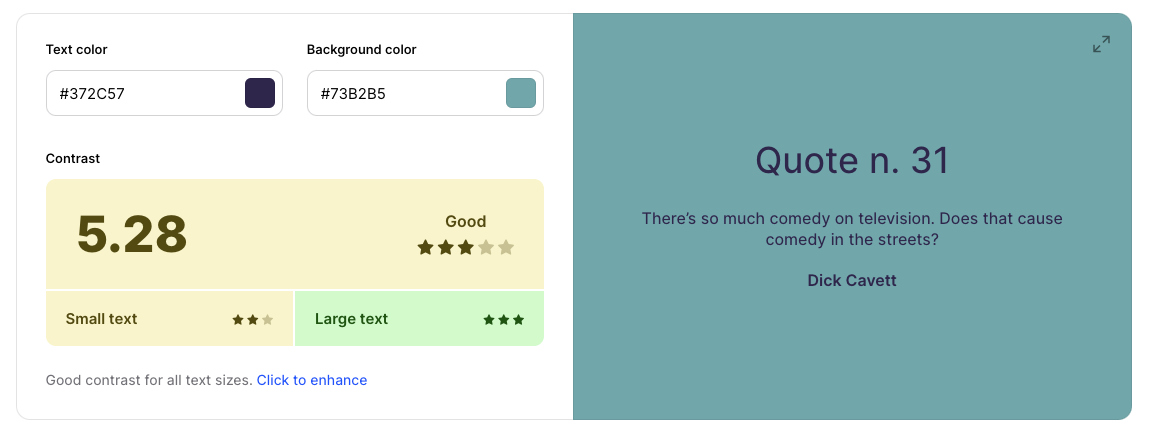 Text color
Background color
#372C57
#73B2B5
Contrast
5.28
Good
Small text
Large text
Good contrast for all text sizes. Click to enhance
Quote n. 31
There’s so much comedy on television. Does that cause
comedy in the streets?
Dick Cavett